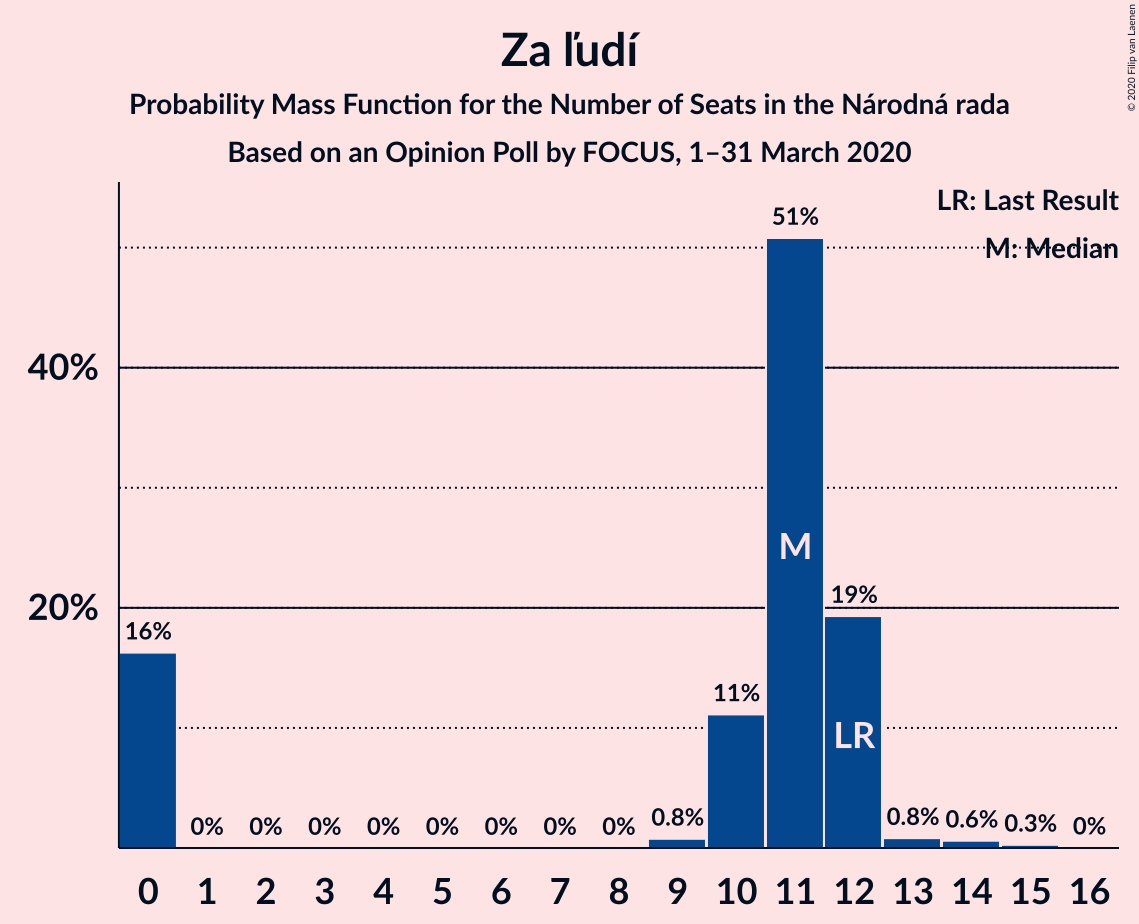 Za ľudí
Probability Mass Function for the Number of Seats in the Národná rada
Based on an Opinion Poll by FOCUS, 1–31 March 2020
© 2020 Filip van Laenen
LR: Last Result
M: Median
40%
20%
16%
0%
0%
0%
0%
0%
0%
0%
0%
0.8%
11%
51%
19%
0.8%
0.6%
0.3%
0%
M
LR
0 1 2 3 4 5 6 7 8 9 10 11 12 13 14 15 16